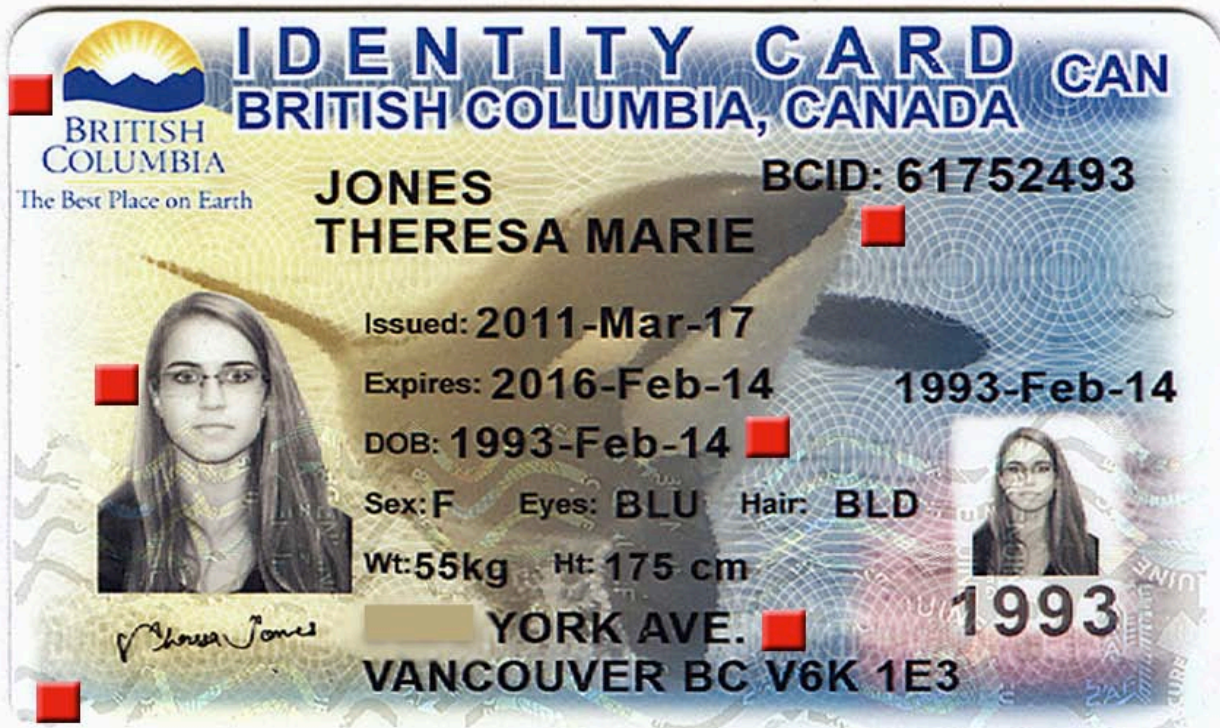 IDENTITY CARD CAN
BRITISH COLUMBIA, CANADA
BRITISH
COLUMBIA
The Best Place on Earth
JONES
THERESA MARIE
BCID: 61752493
Issued: 2011-Mar-17
Expires: 2016-Feb-14
1993-Feb-14
DOB: 1993-Feb-14
Sex: F Eyes: BLU Hair: BLD
Wt: 55kg Ht: 175 cm
1993
YORK AVE.
VANCOUVER BC V6K 1E3
Theresa Jones